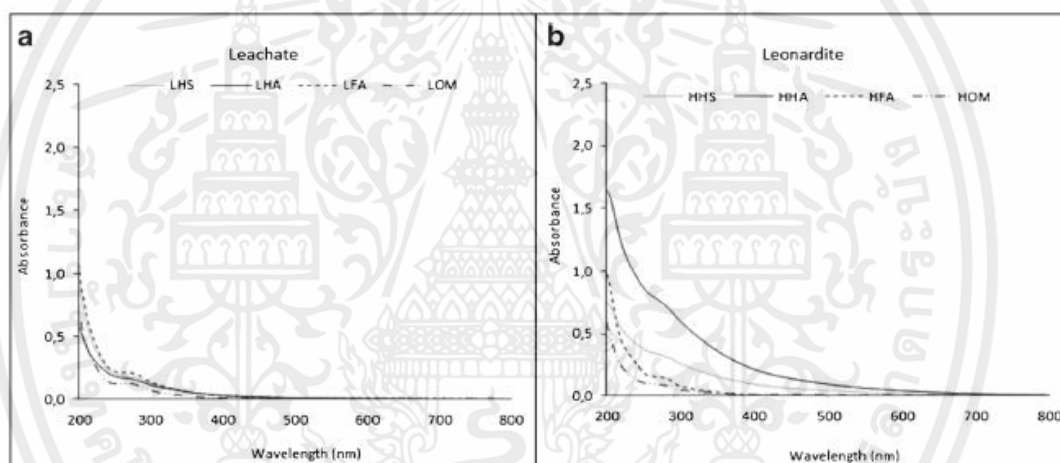 a
Leachate
LHS LHA LFA LOM
2,5
2,0
1,5
1,0
0,5
0,0
Absorbance
200 300 400 500 600 700 800
Wavelength (nm)
b
Leonardite
HHS HHA HFA HOM
2,5
2,0
1,5
1,0
0,5
0,0
Absorbance
200 300 400 500 600 700 800
Wavelength (nm)